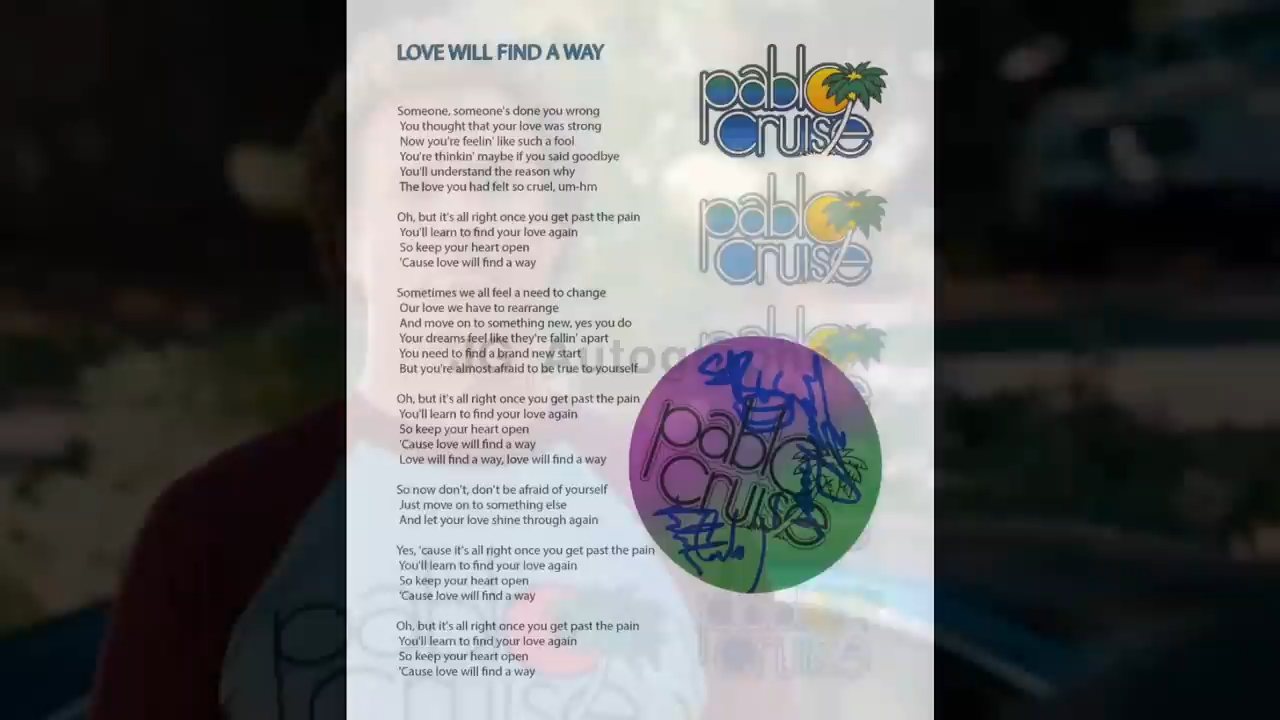 LOVE WILL FIND A WAY
Someone, someone's done you wrong
You thought that your love was strong
Now you're feelin' like such a fool
You're thinkin' maybe if you said goodbye
You'll understand the reason why
The love you had felt so cruel, um-hm
Oh, but it's all right once you get past the pain
You'll learn to find your love again
So keep your heart open
'Cause love will find a way
Sometimes we all feel a need to change
Our love we have to rearrange
And move on to something new, yes you do
Your dreams feel like they're fallin' apart
You need to find a brand new start
But you're almost afraid to be true to yourself
Oh, but it's all right once you get past the pain
You'll learn to find your love again
So keep your heart open
'Cause love will find a way
Love will find a way, love will find a way
So now don't, don't be afraid of yourself
Just move on to something else
And let your love shine through again
Yes, 'cause it's all right once you get past the pain
You'll learn to find your love again
So keep your heart open
'Cause love will find a way
Oh, but it's all right once you get past the pain
You'll learn to find your love again
So keep your heart open
'Cause love will find a way
pablo
cruise
pablo
cruise
pablo
pablo
cruise
pablo
cruise